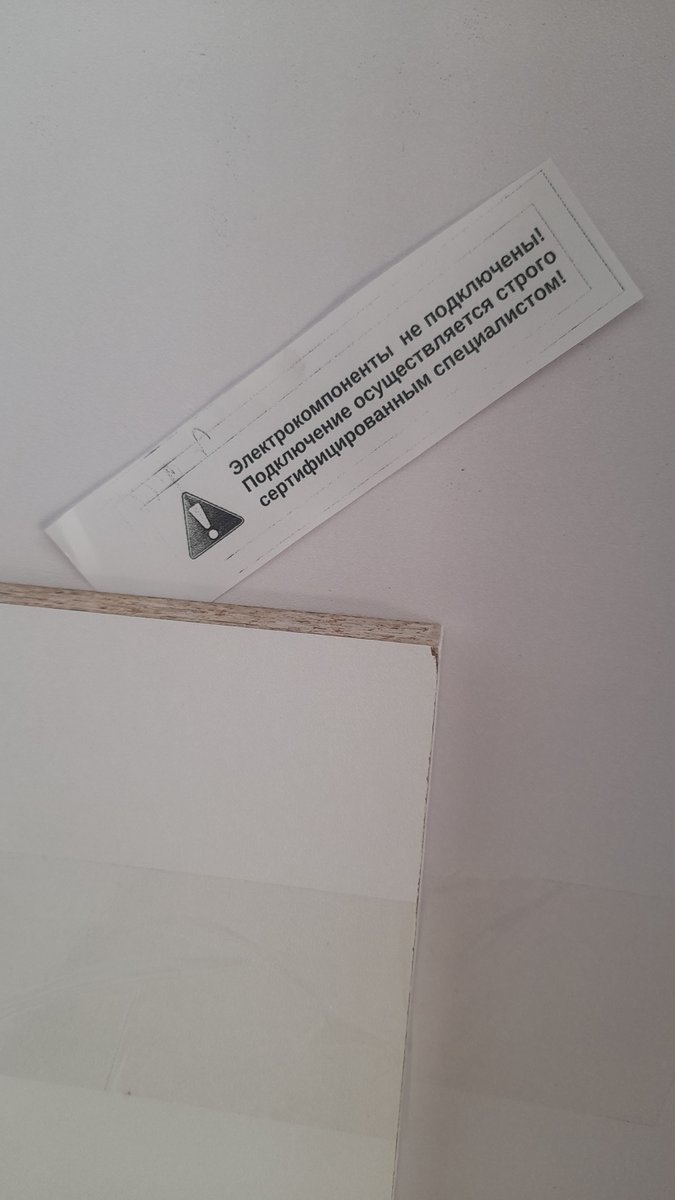 Электрокомпоненты не подключены!
Подключение осуществляется строго
сертифицированным специалистом!